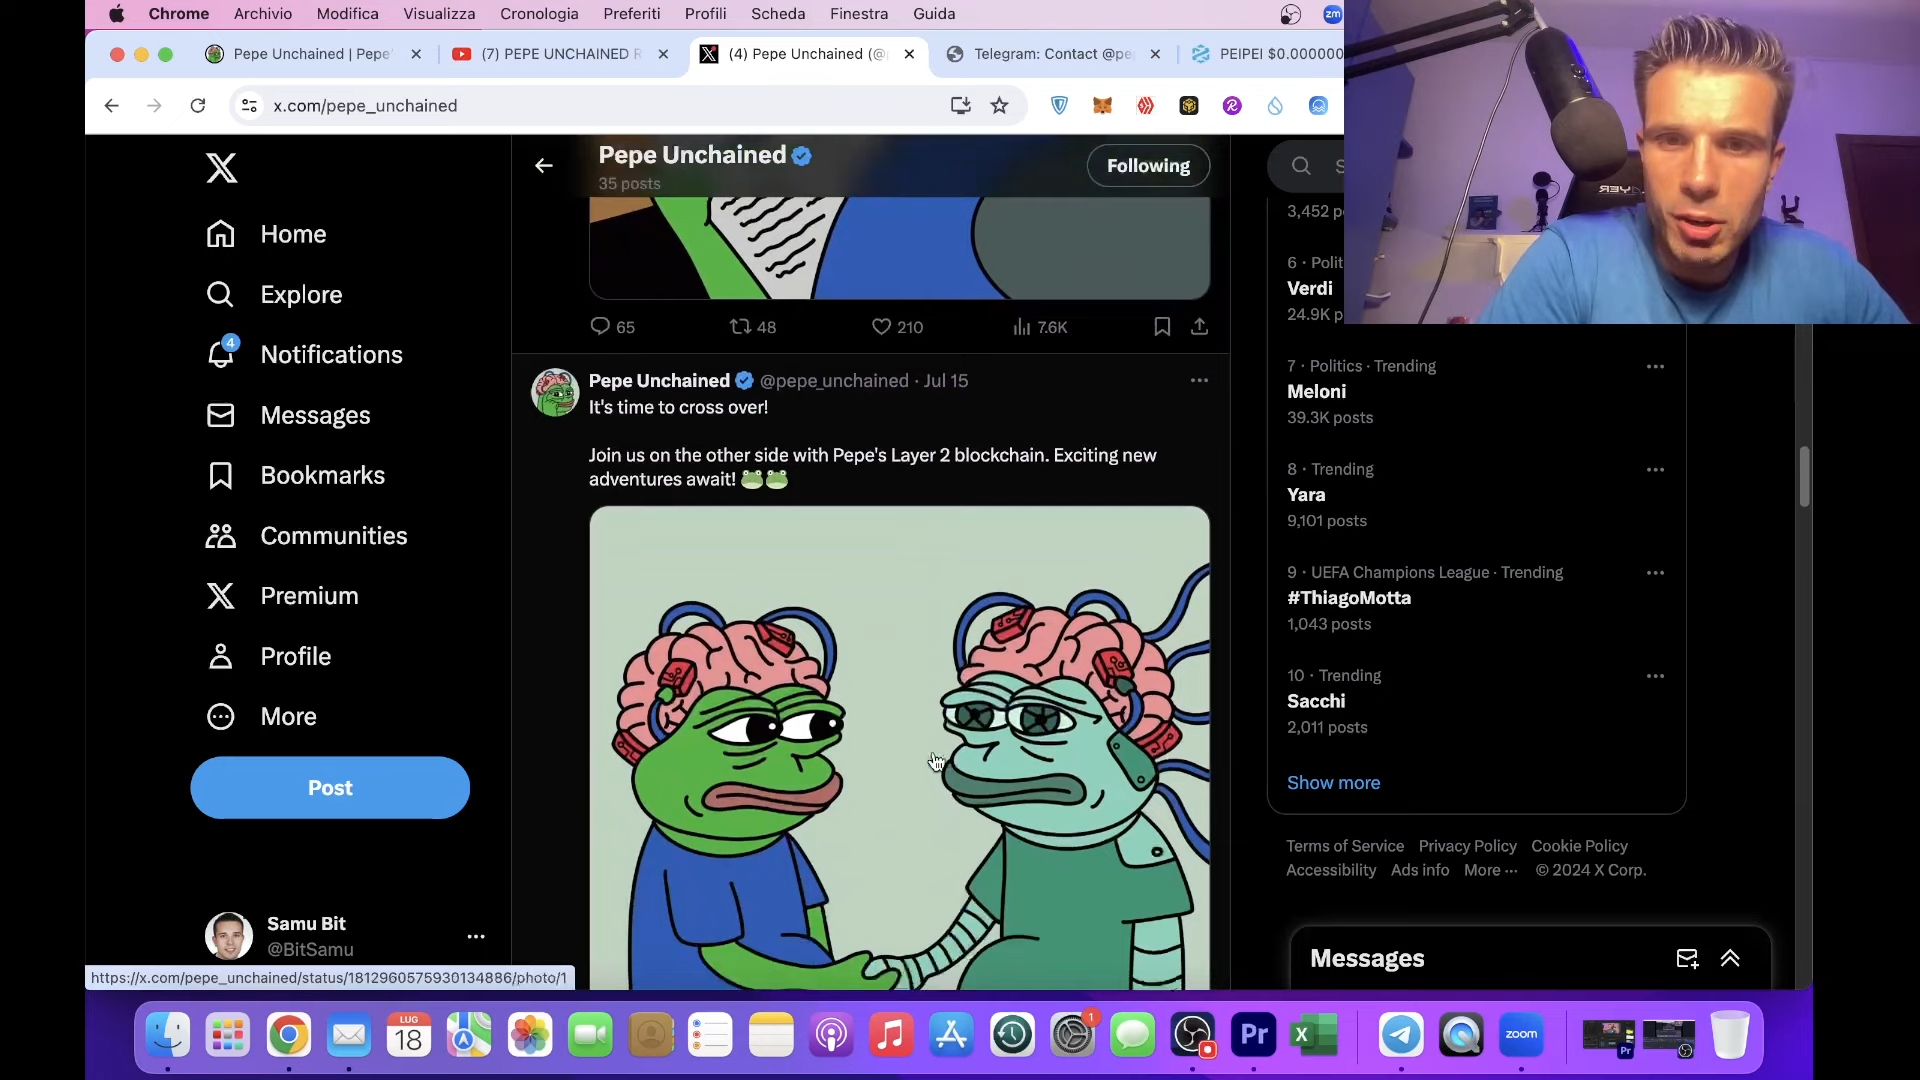 Chrome Archivio Modifica Visualizza Cronologia Preferiti Profili Scheda Finestra Guida zm
Pepe Unchained | Pepe'
(7) PEPE UNCHAINED R
(4) Pepe Unchained (@p
Telegram: Contact @pe
PEIPEI $0.000000
x.com/pepe_unchained
Pepe Unchained
35 posts
Following
Home
Explore
4
Notifications
Messages
Bookmarks
Communities
Premium
Profile
More
Post
Samu Bit
@BitSamu
65 48 210 7.6K
Pepe Unchained @pepe_unchained · Jul 15
It's time to cross over!
Join us on the other side with Pepe's Layer 2 blockchain. Exciting new
adventures await!
S
3,452 p
6 · Polit
Verdi
24.9K p
7 · Politics · Trending
Meloni
39.3K posts
8 · Trending
Yara
9,101 posts
9 · UEFA Champions League · Trending
#ThiagoMotta
1,043 posts
10 · Trending
Sacchi
2,011 posts
Show more
Terms of Service Privacy Policy Cookie Policy
Accessibility Ads info More ··· © 2024 X Corp.
Messages
https://x.com/pepe_unchained/status/1812960575930134886/photo/1
LUG
18
1
Pr
zoom
Pr